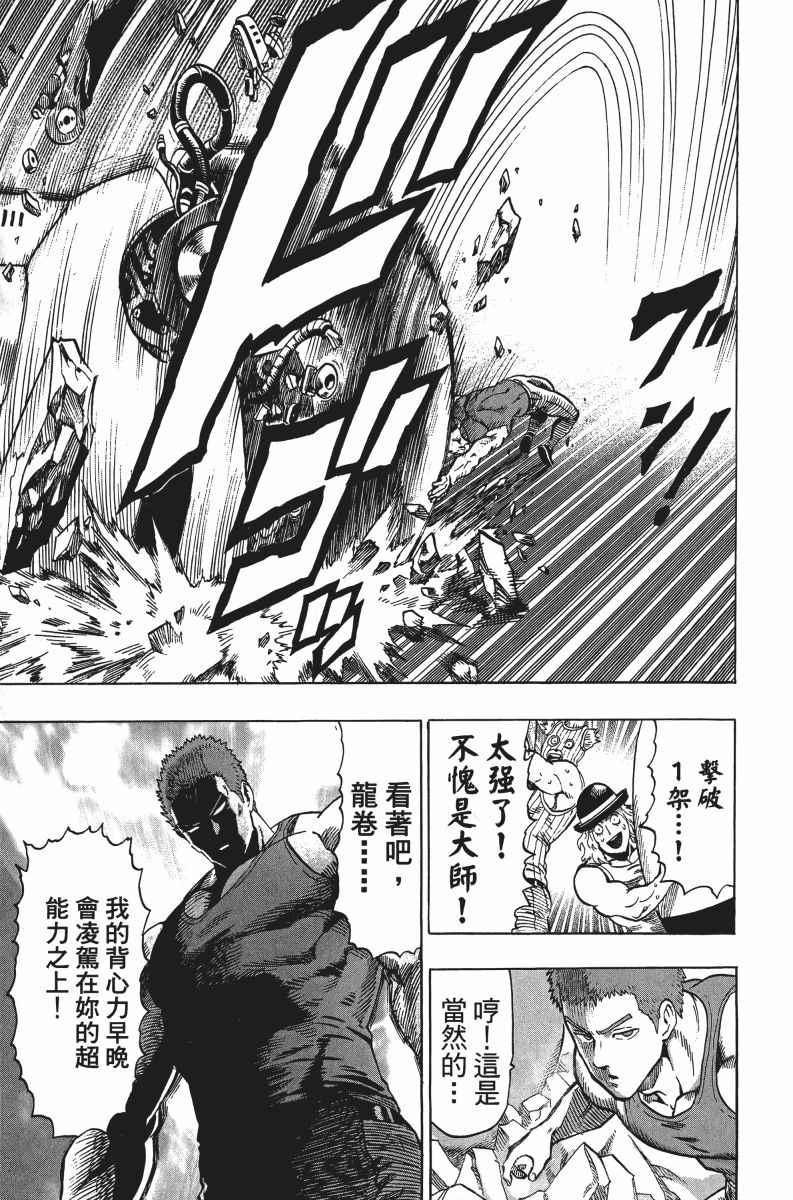 ドドドゴッ
ブン!!
擊破
1架…!
太强了!
不愧是大師!
哼!這是
當然的…
看著吧,
龍卷……
我的背心力早晚
會凌駕在妳的超
能力之上!